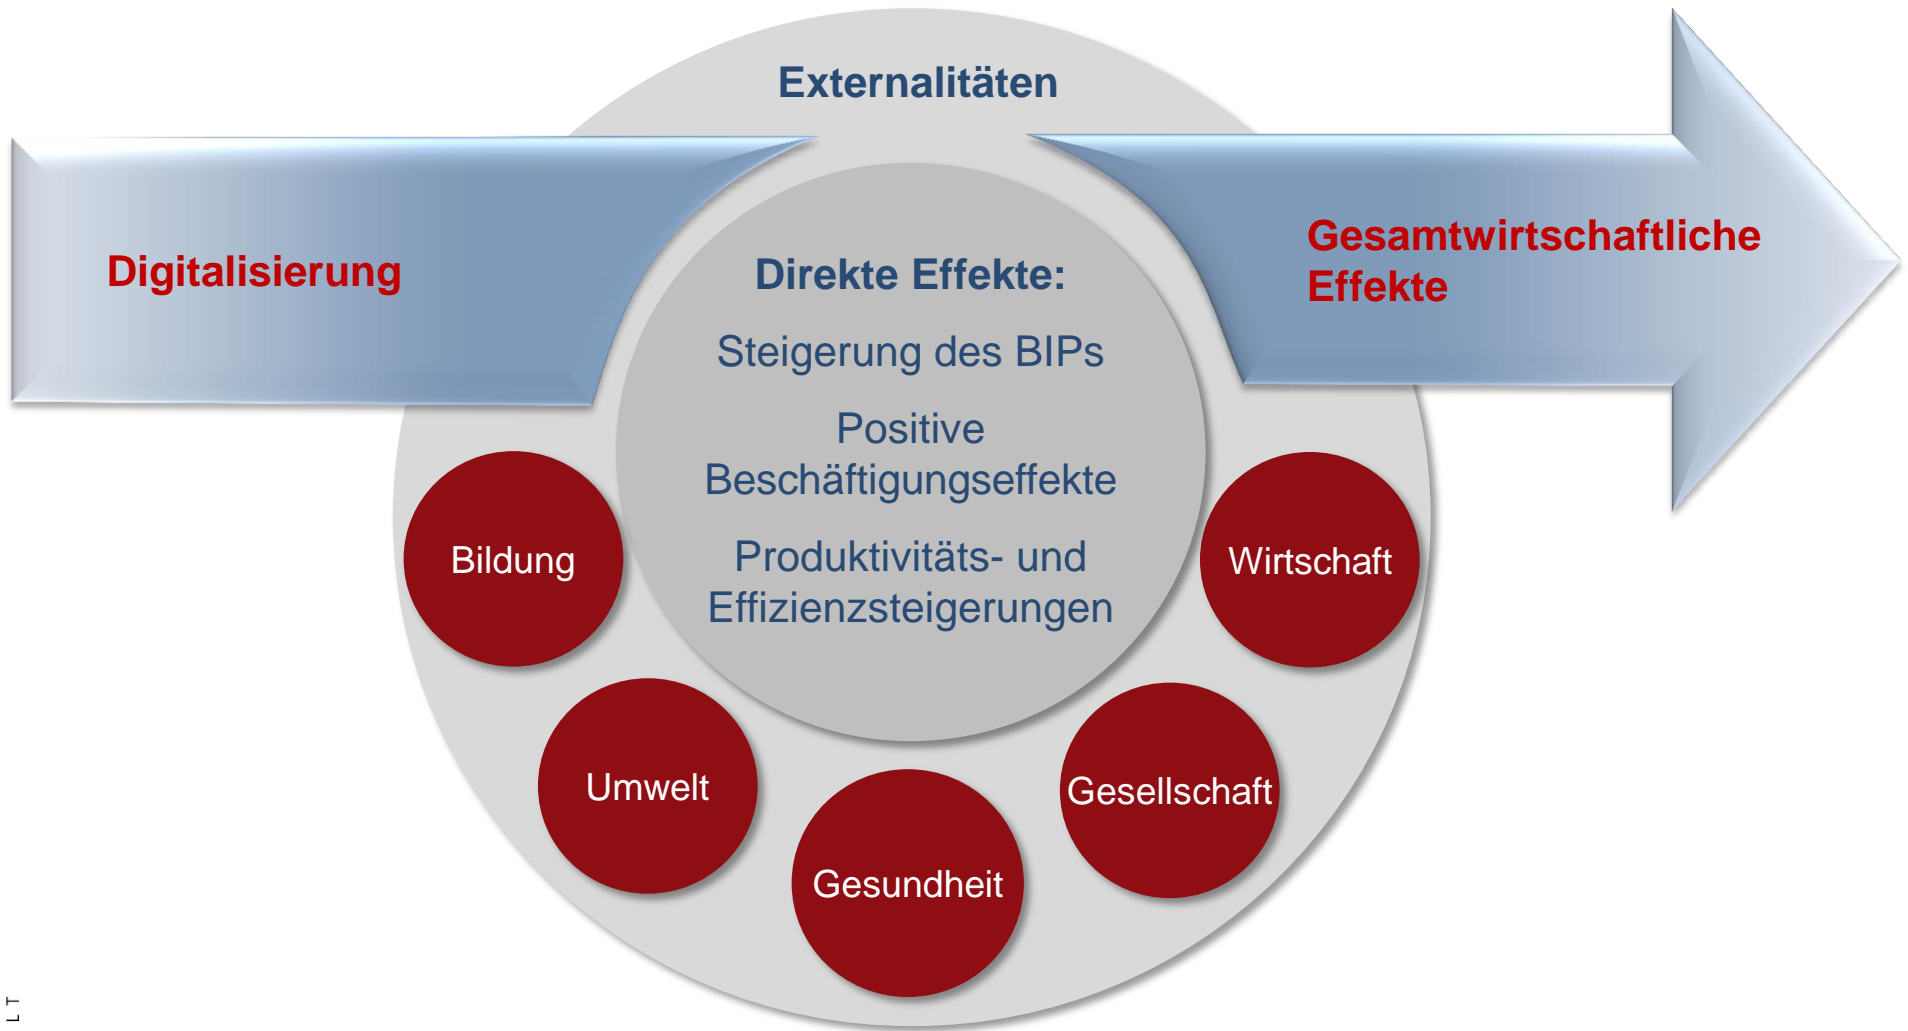 Externalitäten
Digitalisierung
Gesamtwirtschaftliche
Effekte
Direkte Effekte:
Steigerung des BIPs
Positive
Beschäftigungseffekte
Produktivitäts- und
Effizienzsteigerungen
Bildung
Wirtschaft
Umwelt
Gesellschaft
Gesundheit
L T